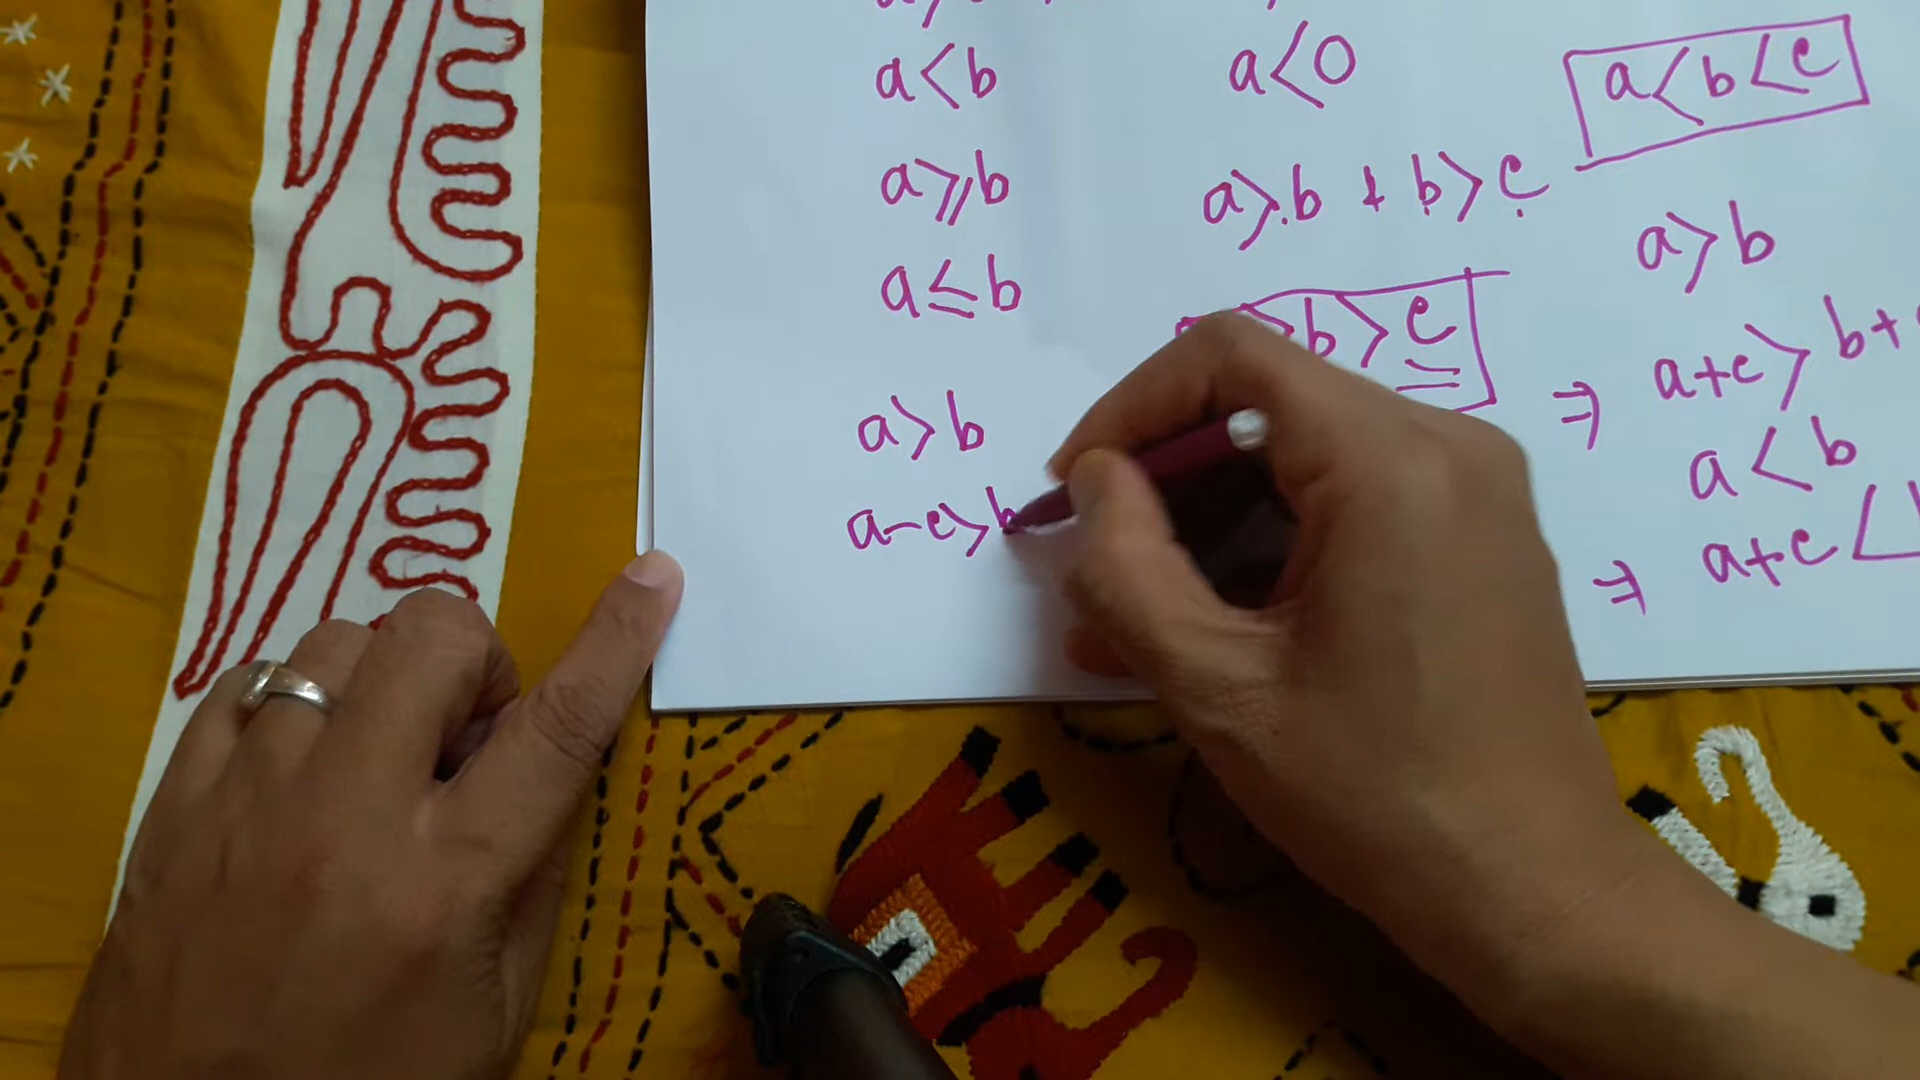 a<b
a≥b
a≤b
a>b
a-c>b
a<0
a>b + b>c
b>c
a<b<c
a>b
⇒ a+c>b+
a<b
⇒ a+c<